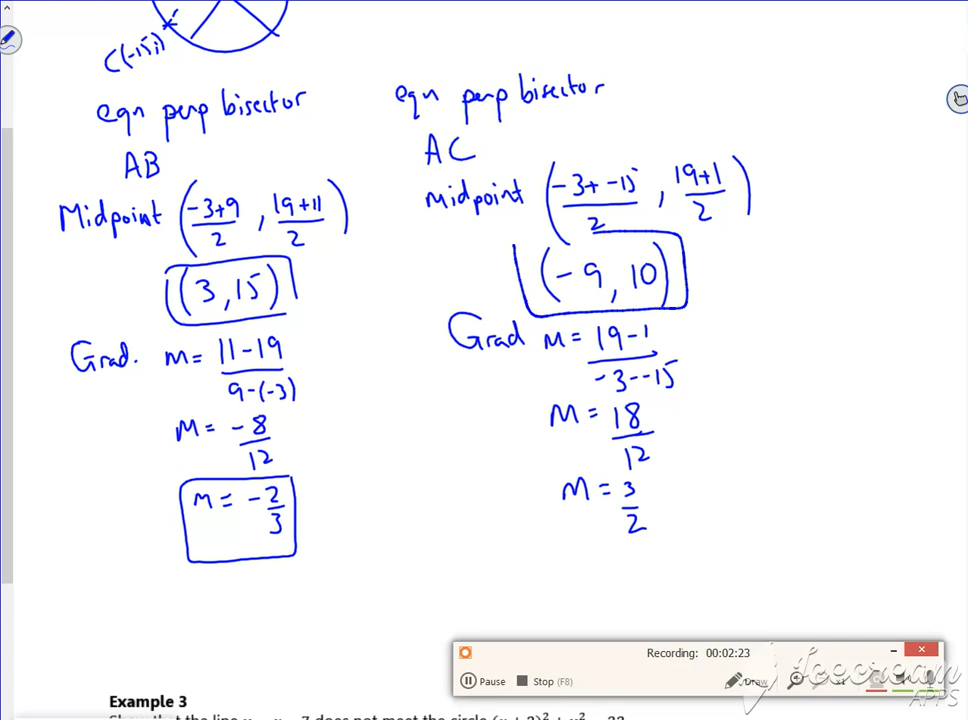 C(-15,1)
eqn perp bisector
AB
Midpoint (-3+9/2 , 19+11/2)
(3,15)
Grad. m = 11-19/9-(-3)
M = -8/12
m = -2/3
eqn perp bisector
AC
midpoint (-3+-15/2 , 19+1/2)
(-9, 10)
Grad m = 19-1/-3--15
M = 18/12
M = 3/2
Recording: 00:02:23
Pause Stop (F8) Draw
Icecream
APPS
Example 3